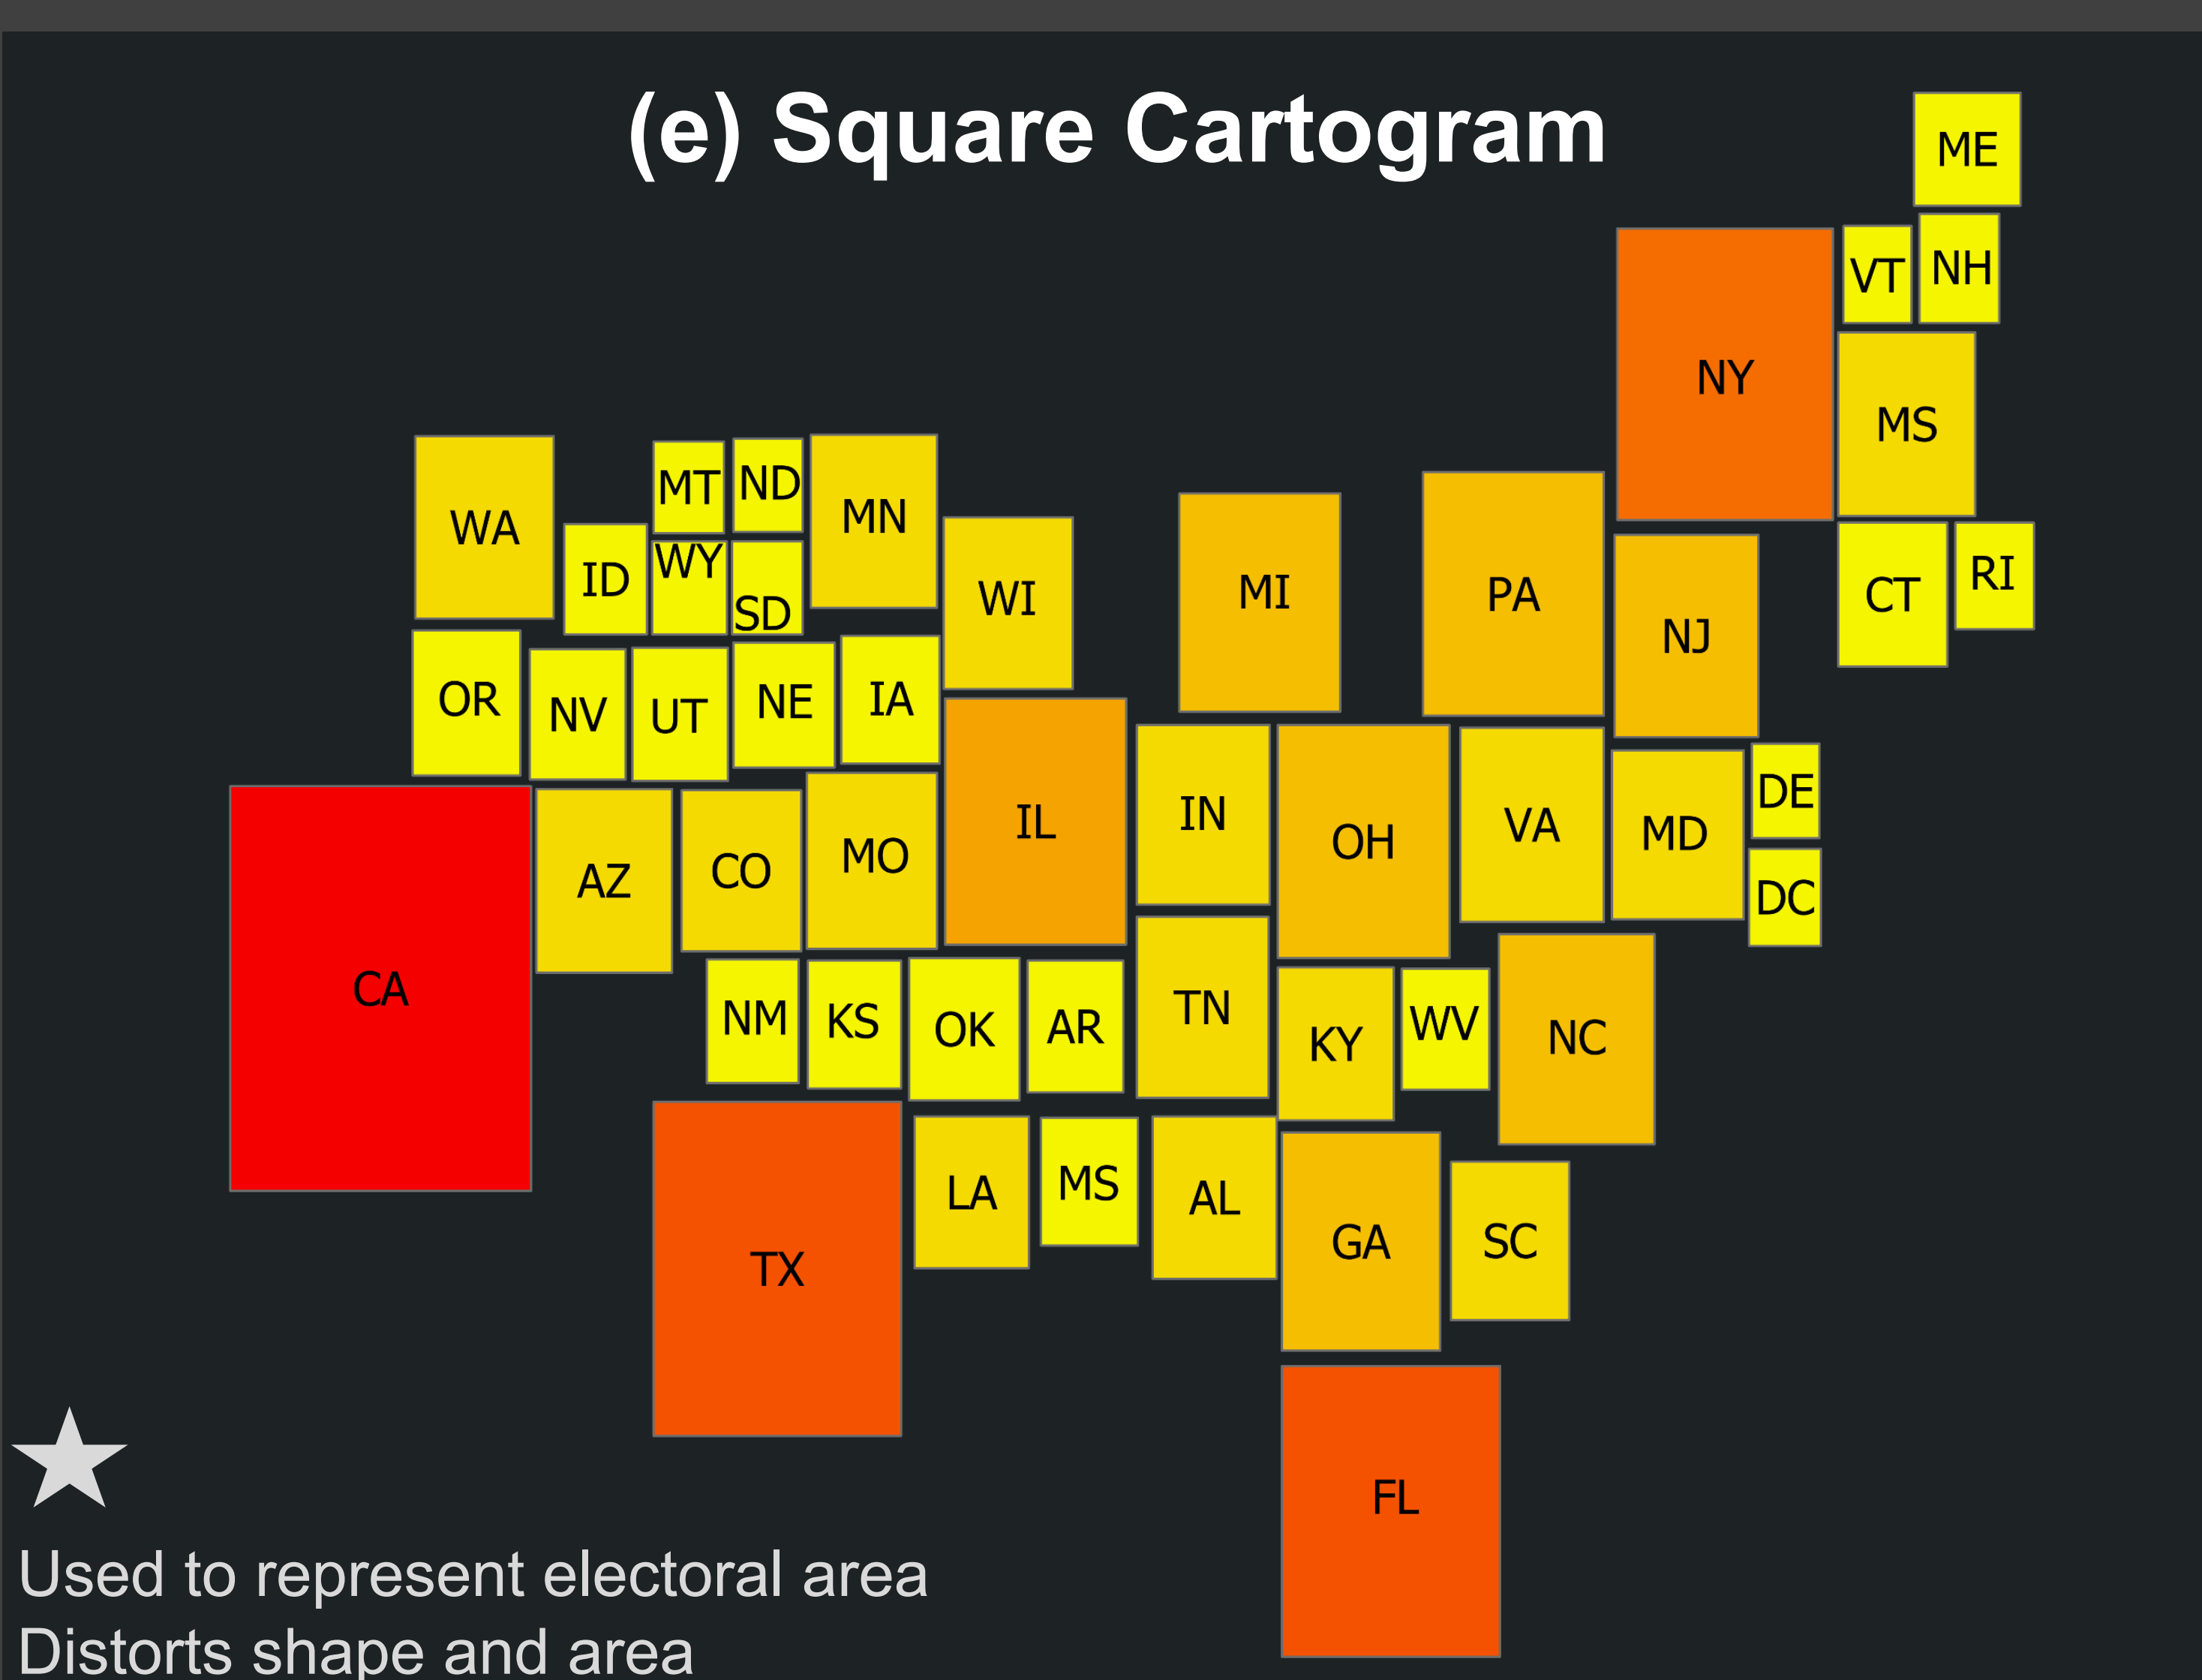 (e) Square Cartogram
ME
VT
NH
NY
MS
WA
MT
ND
MN
WI
MI
PA
NJ
CT
RI
ID
WY
SD
OR
NV
UT
NE
IA
IL
IN
OH
VA
MD
DE
DC
CA
AZ
CO
MO
NM
KS
OK
AR
TN
KY
WV
NC
TX
LA
MS
AL
GA
SC
FL
Used to represent electoral area
Distorts shape and area